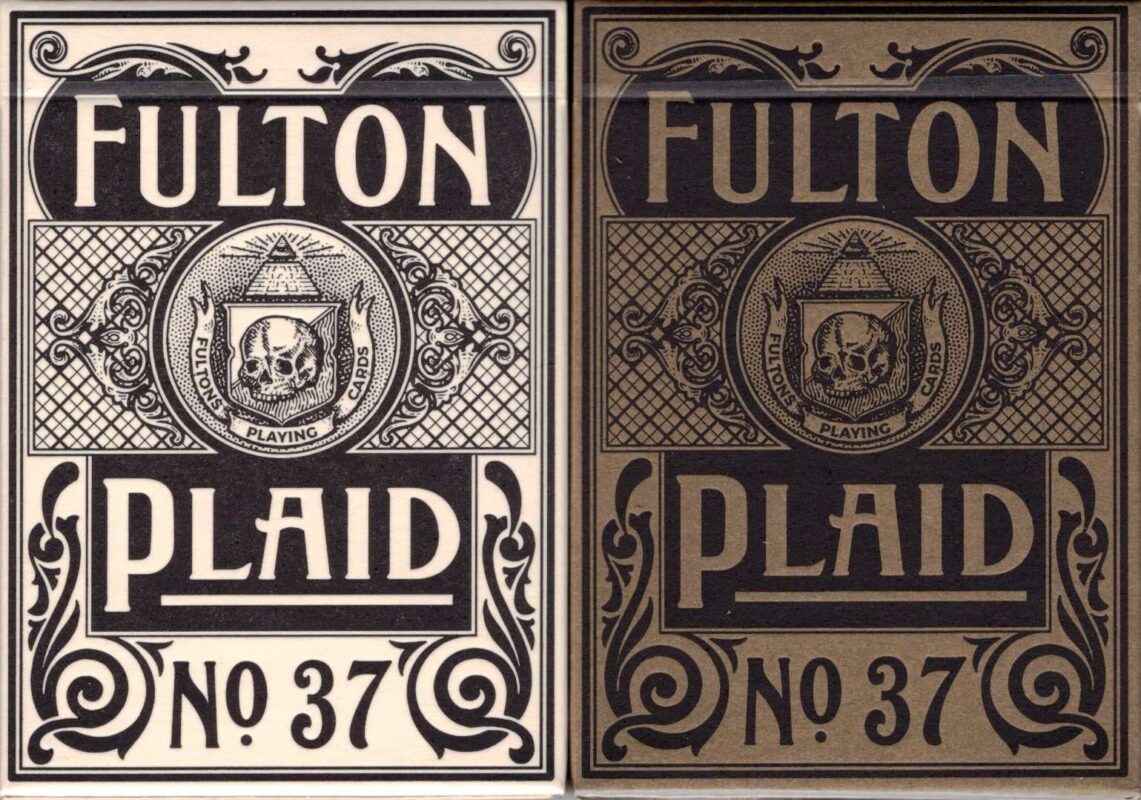 FULTON
FULTONS
PLAYING
CARDS
PLAID
No 37
FULTON
FULTONS
PLAYING
CARDS
PLAID
No 37